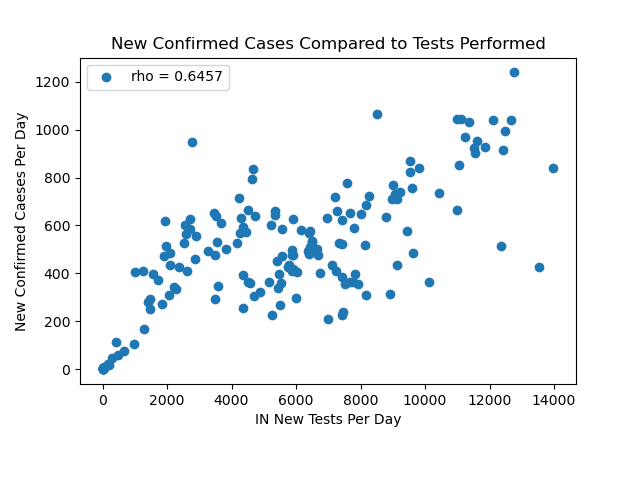 New Confirmed Cases Compared to Tests Performed
rho = 0.6457
1200
1000
800
600
400
200
0
New Confirmed Caeses Per Day
0 2000 4000 6000 8000 10000 12000 14000
IN New Tests Per Day